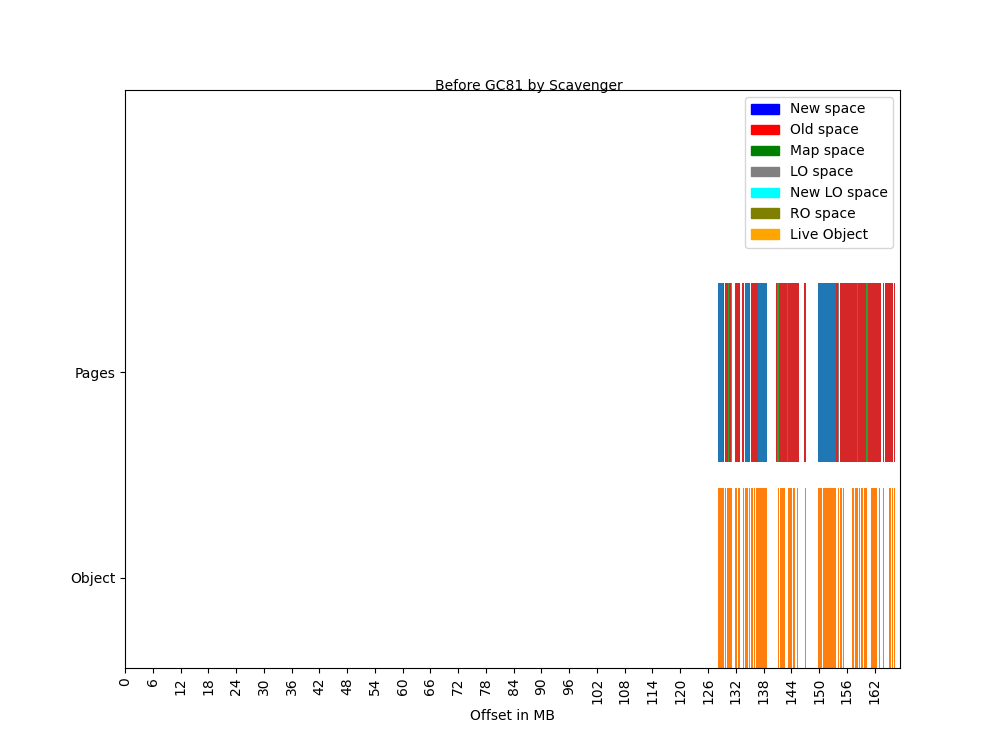 Before GC81 by Scavenger
New space
Old space
Map space
LO space
New LO space
RO space
Live Object
Pages
Object
0 6 12 18 24 30 36 42 48 54 60 66 72 78 84 90 96 102 108 114 120 126 132 138 144 150 156 162
Offset in MB